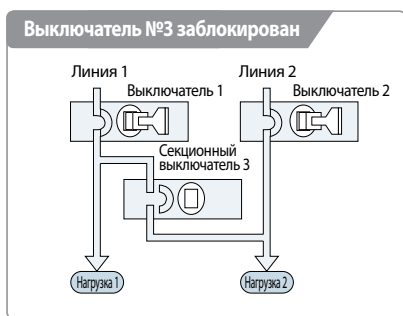 Выключатель №3 заблокирован
Линия 1
Линия 2
Выключатель 1
Выключатель 2
Секционный
выключатель 3
Нагрузка 1
Нагрузка 2